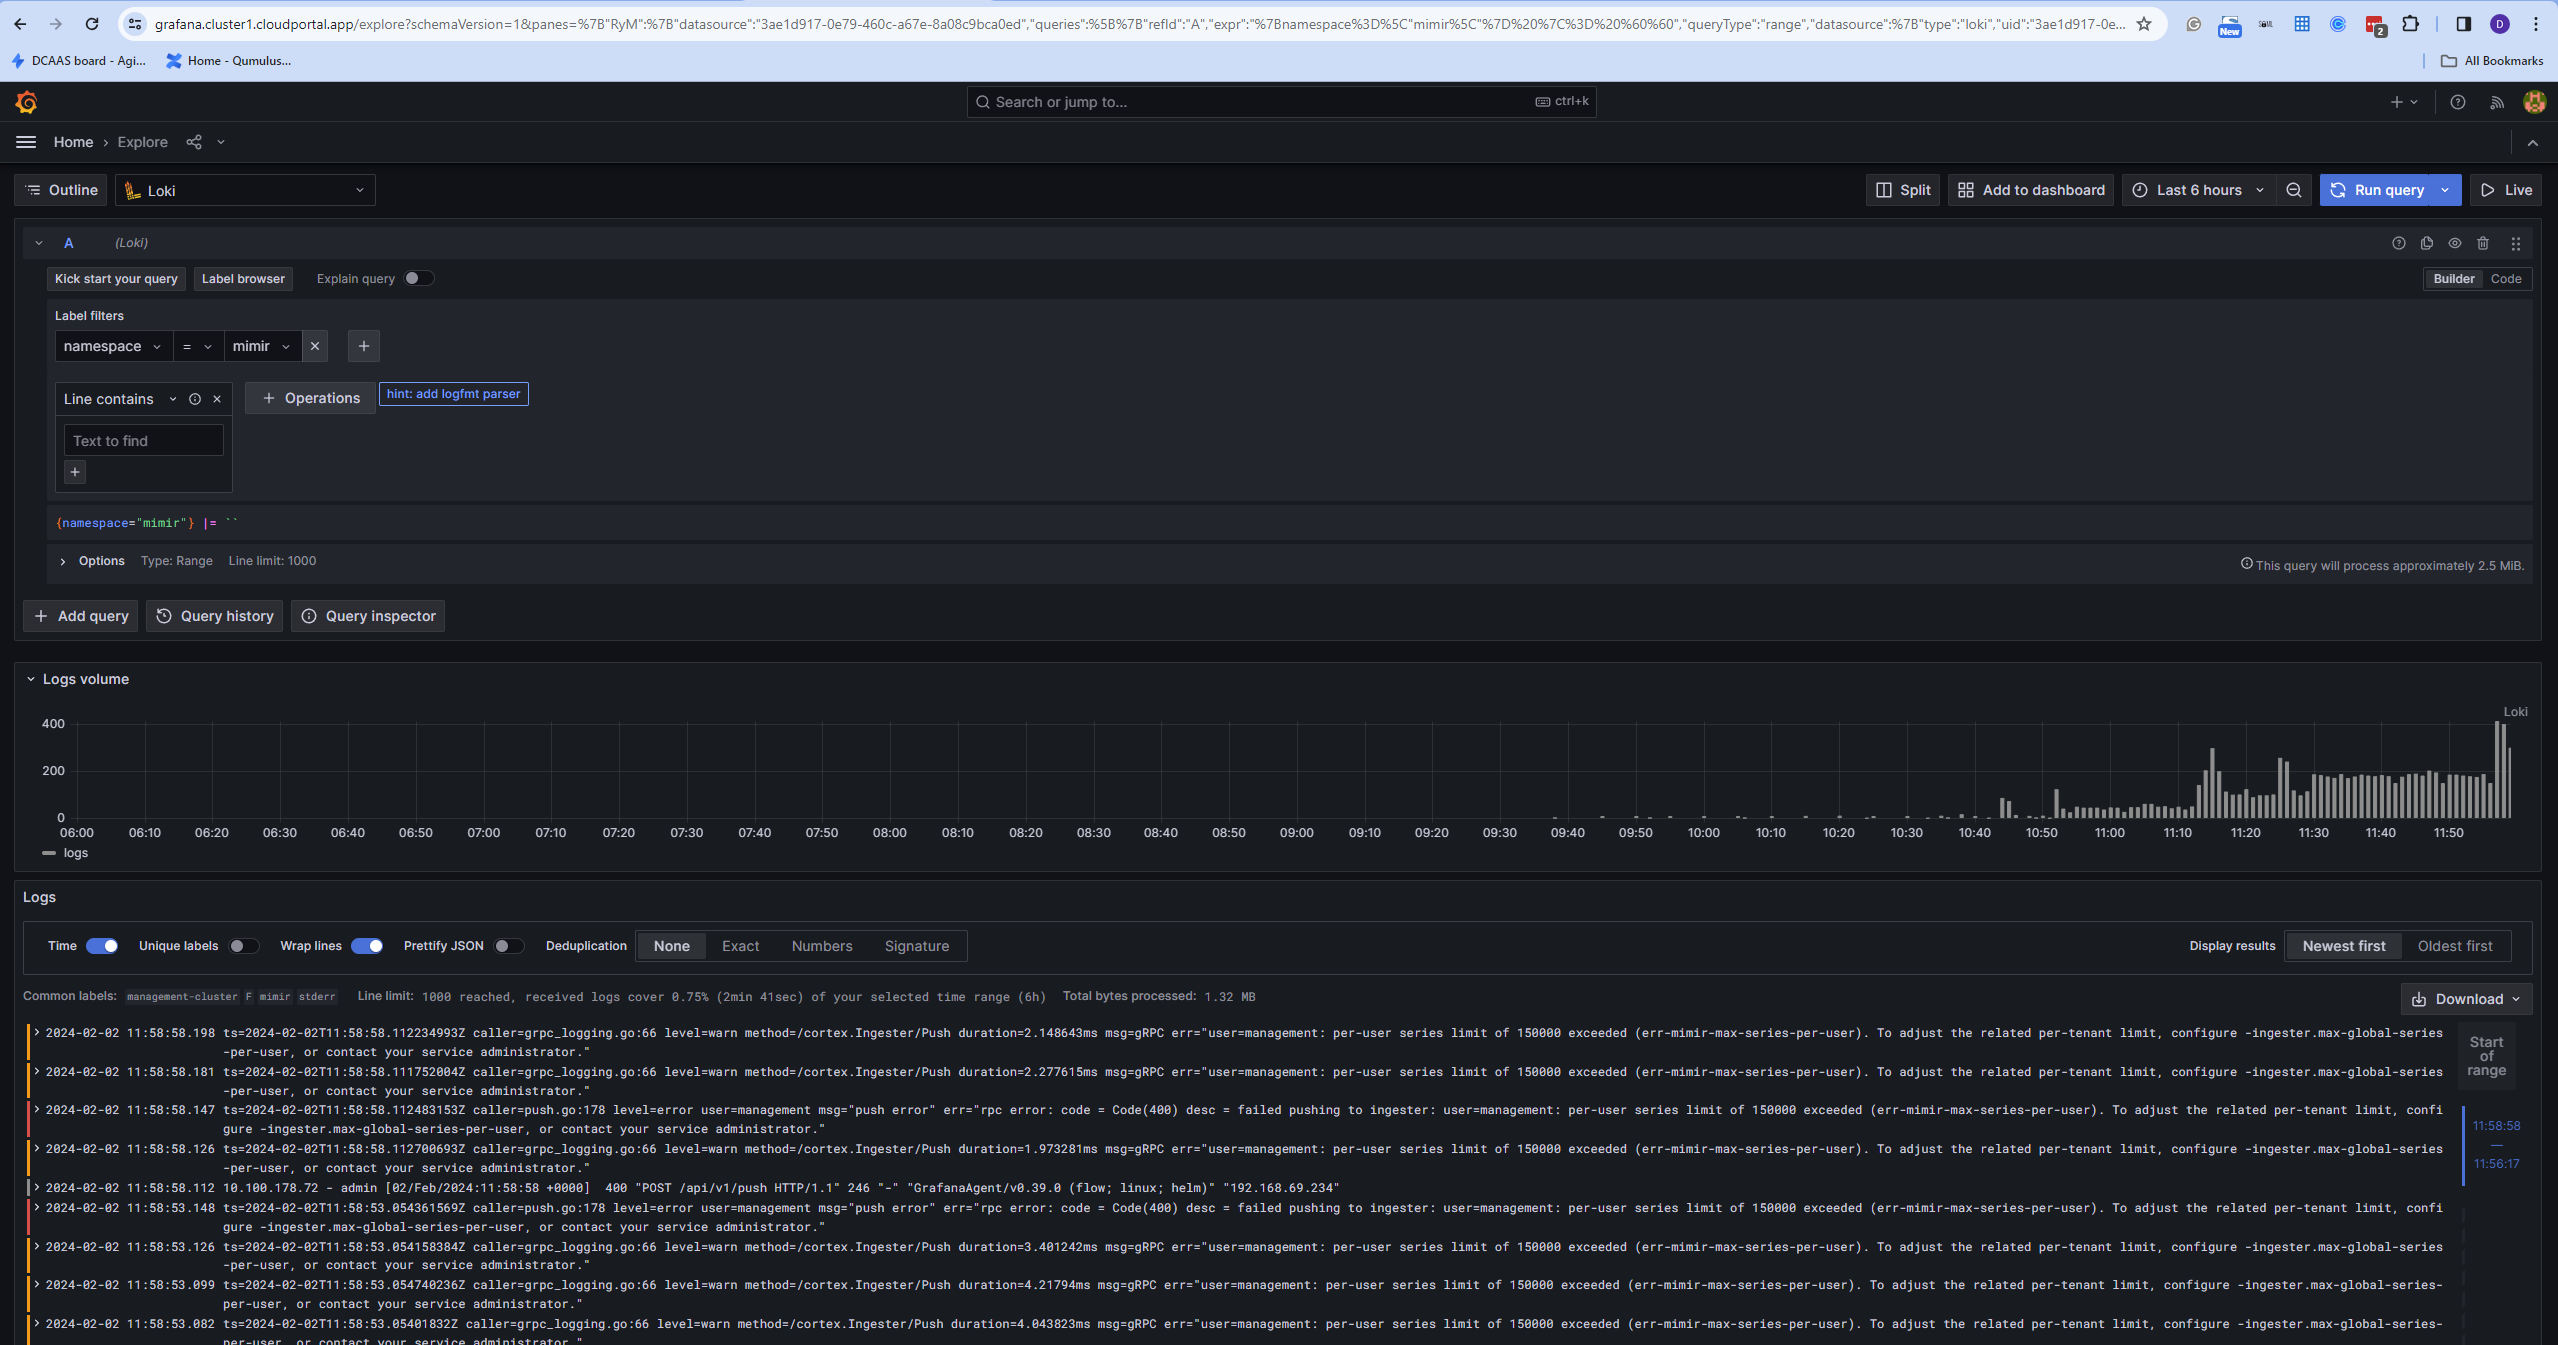 grafana.cluster1.cloudportal.app/explore?schemaVersion=1&panes=%7B"RyM":%7B"datasource":"3ae1d917-0e79-460c-a67e-8a08c9bca0ed","queries":%5B%7B"refId":"A","expr":"%7Bnamespace%3D%5C"mimir%5C"%7D%20%7C%3D%20%60%60","queryType":"range","datasource":%7B"type":"loki","uid":"3ae1d917-0e...
New
2
D
DCAAS board - Agi...
Home - Qumulus...
All Bookmarks
Search or jump to...
ctrl+k
Home › Explore
Outline
Loki
Split
Add to dashboard
Last 6 hours
Run query
Live
A (Loki)
Kick start your query
Label browser
Explain query
Builder
Code
Label filters
namespace = mimir
Line contains
Operations
hint: add logfmt parser
Text to find
{namespace="mimir"} |= ``
Options Type: Range Line limit: 1000
This query will process approximately 2.5 MiB.
Add query
Query history
Query inspector
Logs volume
Loki
400
200
0
06:00 06:10 06:20 06:30 06:40 06:50 07:00 07:10 07:20 07:30 07:40 07:50 08:00 08:10 08:20 08:30 08:40 08:50 09:00 09:10 09:20 09:30 09:40 09:50 10:00 10:10 10:20 10:30 10:40 10:50 11:00 11:10 11:20 11:30 11:40 11:50
logs
Logs
Time Unique labels Wrap lines Prettify JSON Deduplication None Exact Numbers Signature Display results Newest first Oldest first
Common labels: management-cluster F mimir stderr Line limit: 1000 reached, received logs cover 0.75% (2min 41sec) of your selected time range (6h) Total bytes processed: 1.32 MB
Download
2024-02-02 11:58:58.198 ts=2024-02-02T11:58:58.112234993Z caller=grpc_logging.go:66 level=warn method=/cortex.Ingester/Push duration=2.148643ms msg=gRPC err="user=management: per-user series limit of 150000 exceeded (err-mimir-max-series-per-user). To adjust the related per-tenant limit, configure -ingester.max-global-series
-per-user, or contact your service administrator."
2024-02-02 11:58:58.181 ts=2024-02-02T11:58:58.111752004Z caller=grpc_logging.go:66 level=warn method=/cortex.Ingester/Push duration=2.277615ms msg=gRPC err="user=management: per-user series limit of 150000 exceeded (err-mimir-max-series-per-user). To adjust the related per-tenant limit, configure -ingester.max-global-series
-per-user, or contact your service administrator."
2024-02-02 11:58:58.147 ts=2024-02-02T11:58:58.112483153Z caller=push.go:178 level=error user=management msg="push error" err="rpc error: code = Code(400) desc = failed pushing to ingester: user=management: per-user series limit of 150000 exceeded (err-mimir-max-series-per-user). To adjust the related per-tenant limit, confi
gure -ingester.max-global-series-per-user, or contact your service administrator."
2024-02-02 11:58:58.126 ts=2024-02-02T11:58:58.112700693Z caller=grpc_logging.go:66 level=warn method=/cortex.Ingester/Push duration=1.973281ms msg=gRPC err="user=management: per-user series limit of 150000 exceeded (err-mimir-max-series-per-user). To adjust the related per-tenant limit, configure -ingester.max-global-series
-per-user, or contact your service administrator."
2024-02-02 11:58:58.112 10.100.178.72 - admin [02/Feb/2024:11:58:58 +0000]  400 "POST /api/v1/push HTTP/1.1" 246 "-" "GrafanaAgent/v0.39.0 (flow; linux; helm)" "192.168.69.234"
2024-02-02 11:58:53.148 ts=2024-02-02T11:58:53.054361569Z caller=push.go:178 level=error user=management msg="push error" err="rpc error: code = Code(400) desc = failed pushing to ingester: user=management: per-user series limit of 150000 exceeded (err-mimir-max-series-per-user). To adjust the related per-tenant limit, confi
gure -ingester.max-global-series-per-user, or contact your service administrator."
2024-02-02 11:58:53.126 ts=2024-02-02T11:58:53.054158384Z caller=grpc_logging.go:66 level=warn method=/cortex.Ingester/Push duration=3.401242ms msg=gRPC err="user=management: per-user series limit of 150000 exceeded (err-mimir-max-series-per-user). To adjust the related per-tenant limit, configure -ingester.max-global-series
-per-user, or contact your service administrator."
2024-02-02 11:58:53.099 ts=2024-02-02T11:58:53.054740236Z caller=grpc_logging.go:66 level=warn method=/cortex.Ingester/Push duration=4.21794ms msg=gRPC err="user=management: per-user series limit of 150000 exceeded (err-mimir-max-series-per-user). To adjust the related per-tenant limit, configure -ingester.max-global-series-
per-user, or contact your service administrator."
2024-02-02 11:58:53.082 ts=2024-02-02T11:58:53.05401832Z caller=grpc_logging.go:66 level=warn method=/cortex.Ingester/Push duration=4.043823ms msg=gRPC err="user=management: per-user series limit of 150000 exceeded (err-mimir-max-series-per-user). To adjust the related per-tenant limit, configure -ingester.max-global-series-
per-user, or contact your service administrator."
Start
of
range
11:58:58
—
11:56:17